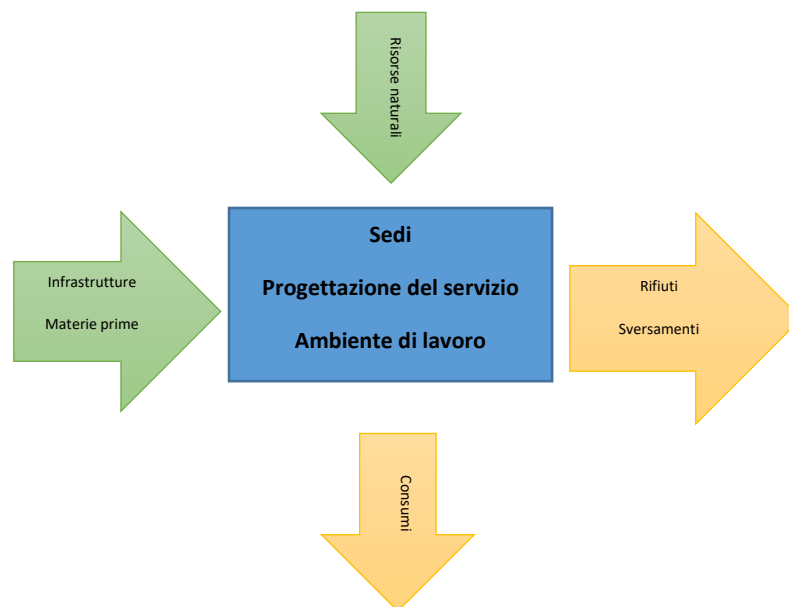 Risorse naturali
Sedi
Progettazione del servizio
Ambiente di lavoro
Infrastrutture
Materie prime
Rifiuti
Sversamenti
Consumi